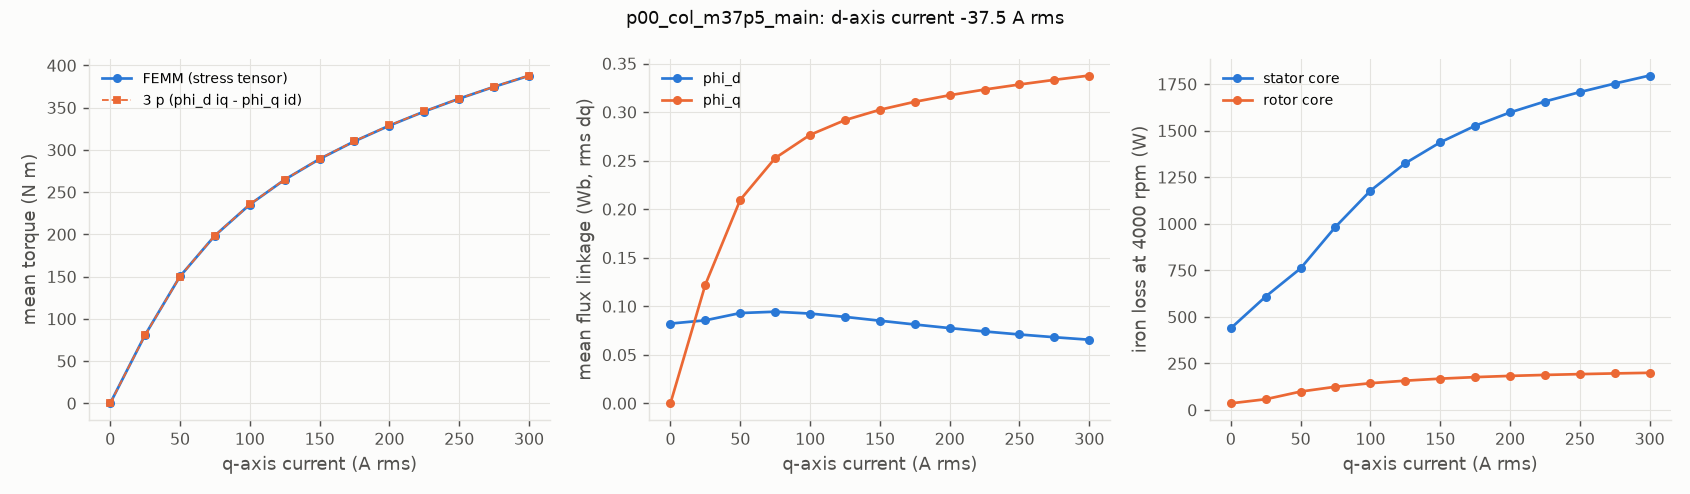 p00_col_m37p5_main: d-axis current -37.5 A rms
mean torque (N m)
400
350
300
250
200
150
100
50
0
FEMM (stress tensor)
3 p (phi_d iq - phi_q id)
0 50 100 150 200 250 300
q-axis current (A rms)
mean flux linkage (Wb, rms dq)
0.35
0.30
0.25
0.20
0.15
0.10
0.05
0.00
phi_d
phi_q
0 50 100 150 200 250 300
q-axis current (A rms)
iron loss at 4000 rpm (W)
1750
1500
1250
1000
750
500
250
0
stator core
rotor core
0 50 100 150 200 250 300
q-axis current (A rms)